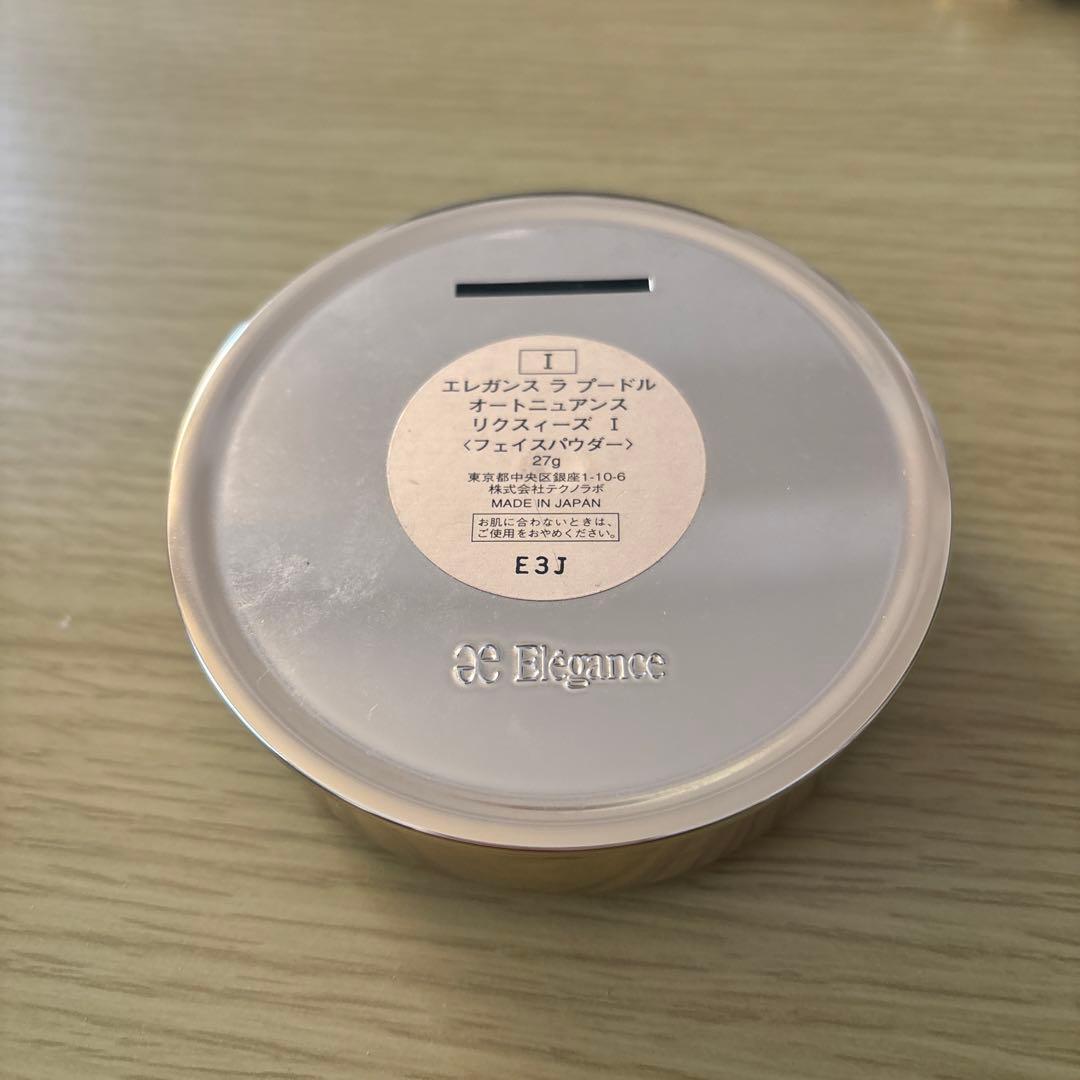 I
エレガンス ラ プードル
オートニュアンス
リクスィーズ I
〈フェイスパウダー〉
27g
東京都中央区銀座1-10-6
株式会社テクノラボ
MADE IN JAPAN
お肌に合わないときは、
ご使用をおやめください。
E3J
æ Elégance